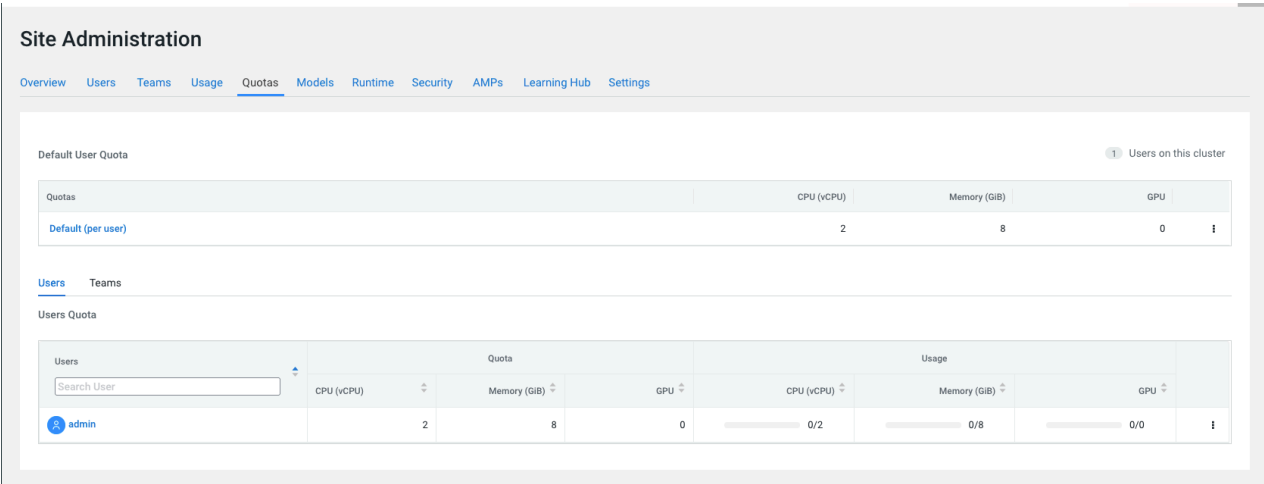 Site Administration
Overview Users Teams Usage Quotas Models Runtime Security AMPs Learning Hub Settings
Default User Quota 1 Users on this cluster
Quotas CPU (vCPU) Memory (GiB) GPU
Default (per user) 2 8 0
Users Teams
Users Quota
Users Quota Usage
Search User
CPU (vCPU) Memory (GiB) GPU CPU (vCPU) Memory (GiB) GPU
admin 2 8 0 0/2 0/8 0/0